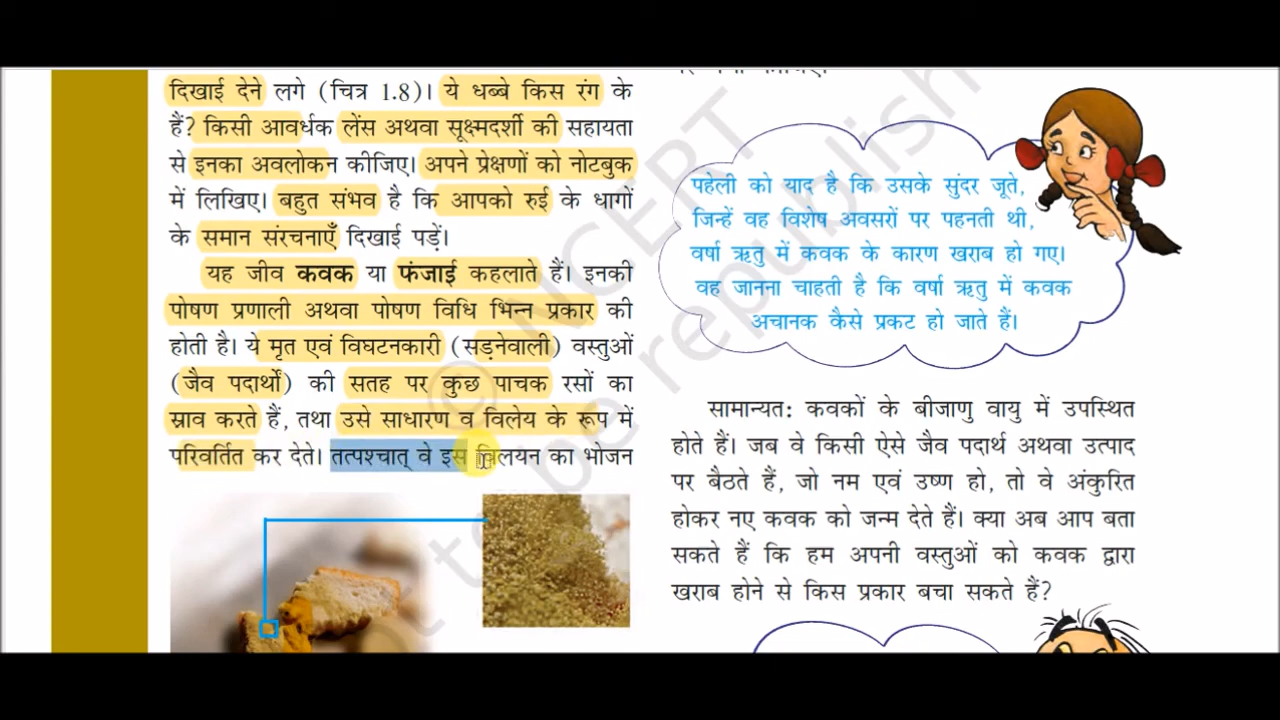 दिखाई देने लगे (चित्र 1.8)। ये धब्बे किस रंग के
हैं? किसी आवर्धक लेंस अथवा सूक्ष्मदर्शी की सहायता
से इनका अवलोकन कीजिए। अपने प्रेक्षणों को नोटबुक
में लिखिए। बहुत संभव है कि आपको रुई के धागों
के समान संरचनाएँ दिखाई पड़ें।
यह जीव कवक या फंजाई कहलाते हैं। इनकी
पोषण प्रणाली अथवा पोषण विधि भिन्न प्रकार की
होती है। ये मृत एवं विघटनकारी (सड़नेवाली) वस्तुओं
(जैव पदार्थों) की सतह पर कुछ पाचक रसों का
स्राव करते हैं, तथा उसे साधारण व विलेय के रूप में
परिवर्तित कर देते। तत्पश्चात् वे इस विलयन का भोजन
पहेली को याद है कि उसके सुंदर जूते,
जिन्हें वह विशेष अवसरों पर पहनती थी,
वर्षा ऋतु में कवक के कारण खराब हो गए।
वह जानना चाहती है कि वर्षा ऋतु में कवक
अचानक कैसे प्रकट हो जाते हैं।
सामान्यत: कवकों के बीजाणु वायु में उपस्थित
होते हैं। जब वे किसी ऐसे जैव पदार्थ अथवा उत्पाद
पर बैठते हैं, जो नम एवं उष्ण हो, तो वे अंकुरित
होकर नए कवक को जन्म देते हैं। क्या अब आप बता
सकते हैं कि हम अपनी वस्तुओं को कवक द्वारा
खराब होने से किस प्रकार बचा सकते हैं?
© NCERT
not to be republish